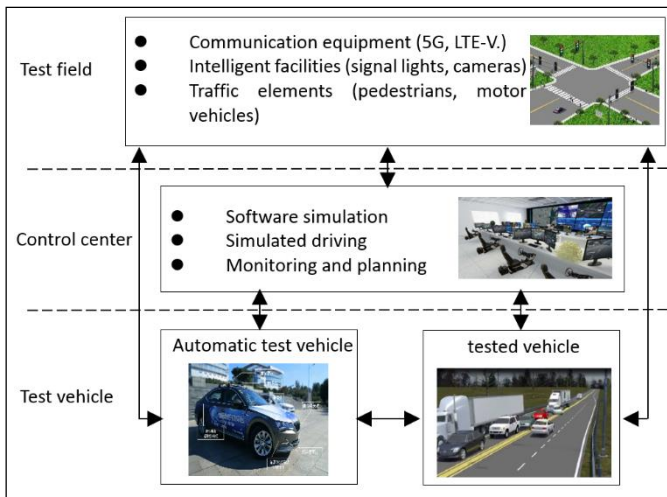 Test field
● Communication equipment (5G, LTE-V.)
● Intelligent facilities (signal lights, cameras)
● Traffic elements (pedestrians, motor
vehicles)
Control center
● Software simulation
● Simulated driving
● Monitoring and planning
Test vehicle
Automatic test vehicle
tested vehicle